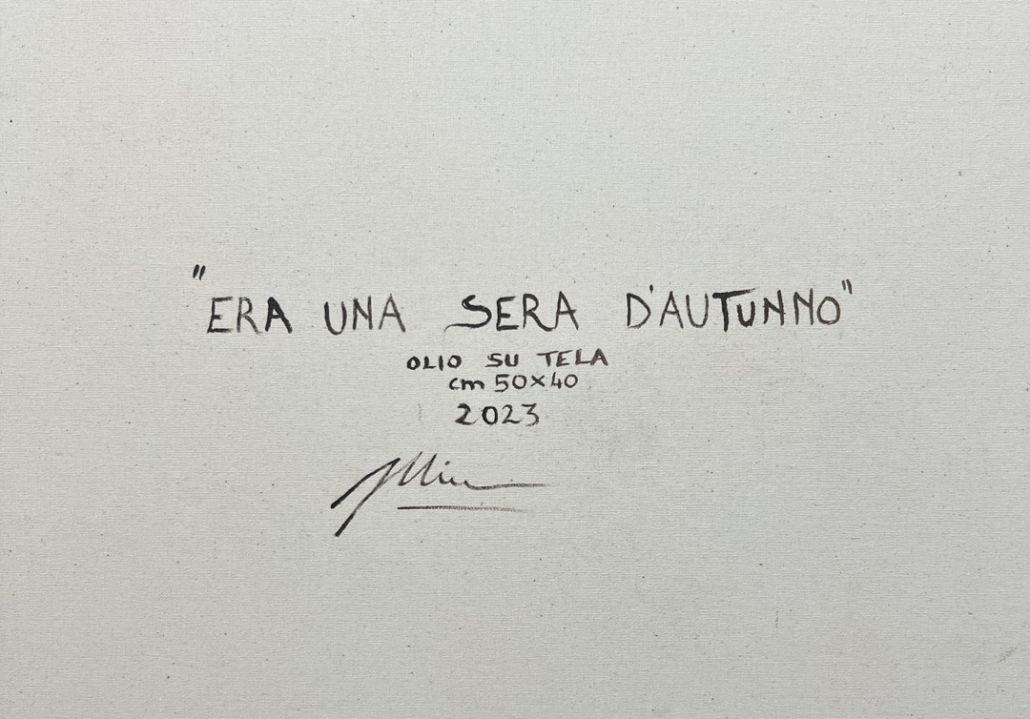 "ERA UNA SERA D'AUTUNNO"
OLIO SU TELA
cm 50x40
2023